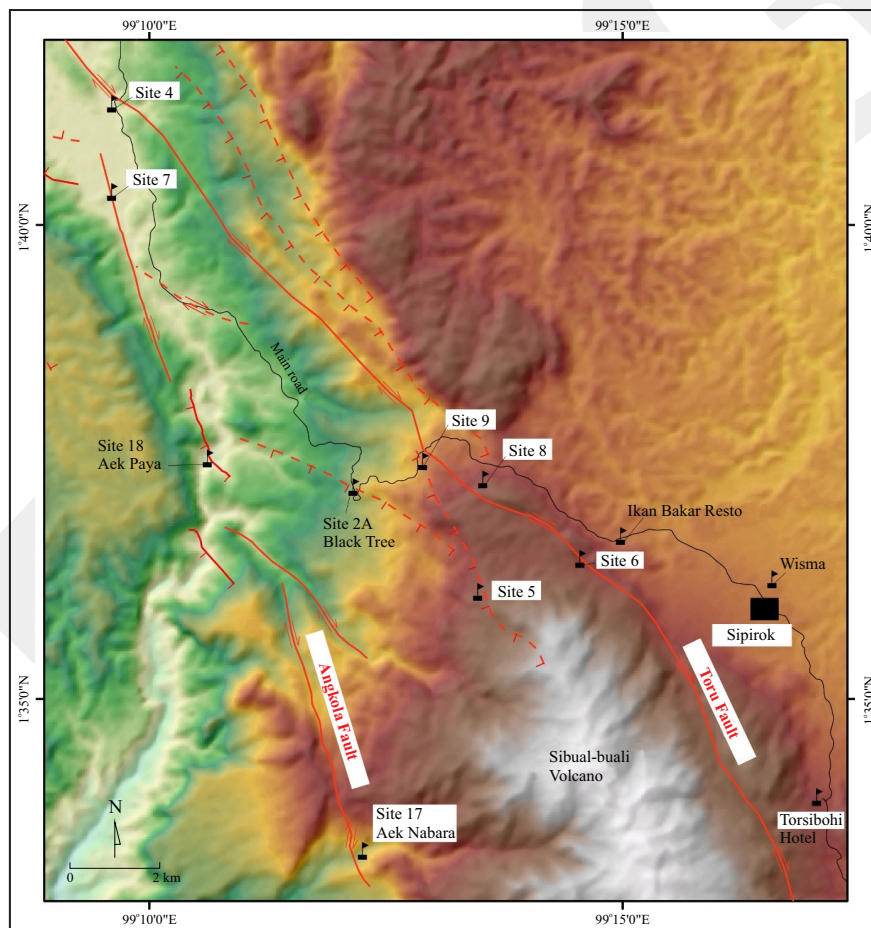 99°10'0"E
99°15'0"E
Site 4
Site 7
1°40'0"N
1°40'0"N
Main road
Site 9
Site 18
Aek Paya
Site 8
Site 2A
Black Tree
Ikan Bakar Resto
Site 6
Wisma
Site 5
Sipirok
Angkola Fault
Toru Fault
1°35'0"N
1°35'0"N
Sibual-buali
Volcano
N
Site 17
Aek Nabara
Torsibohi
Hotel
0
2 km
99°10'0"E
99°15'0"E